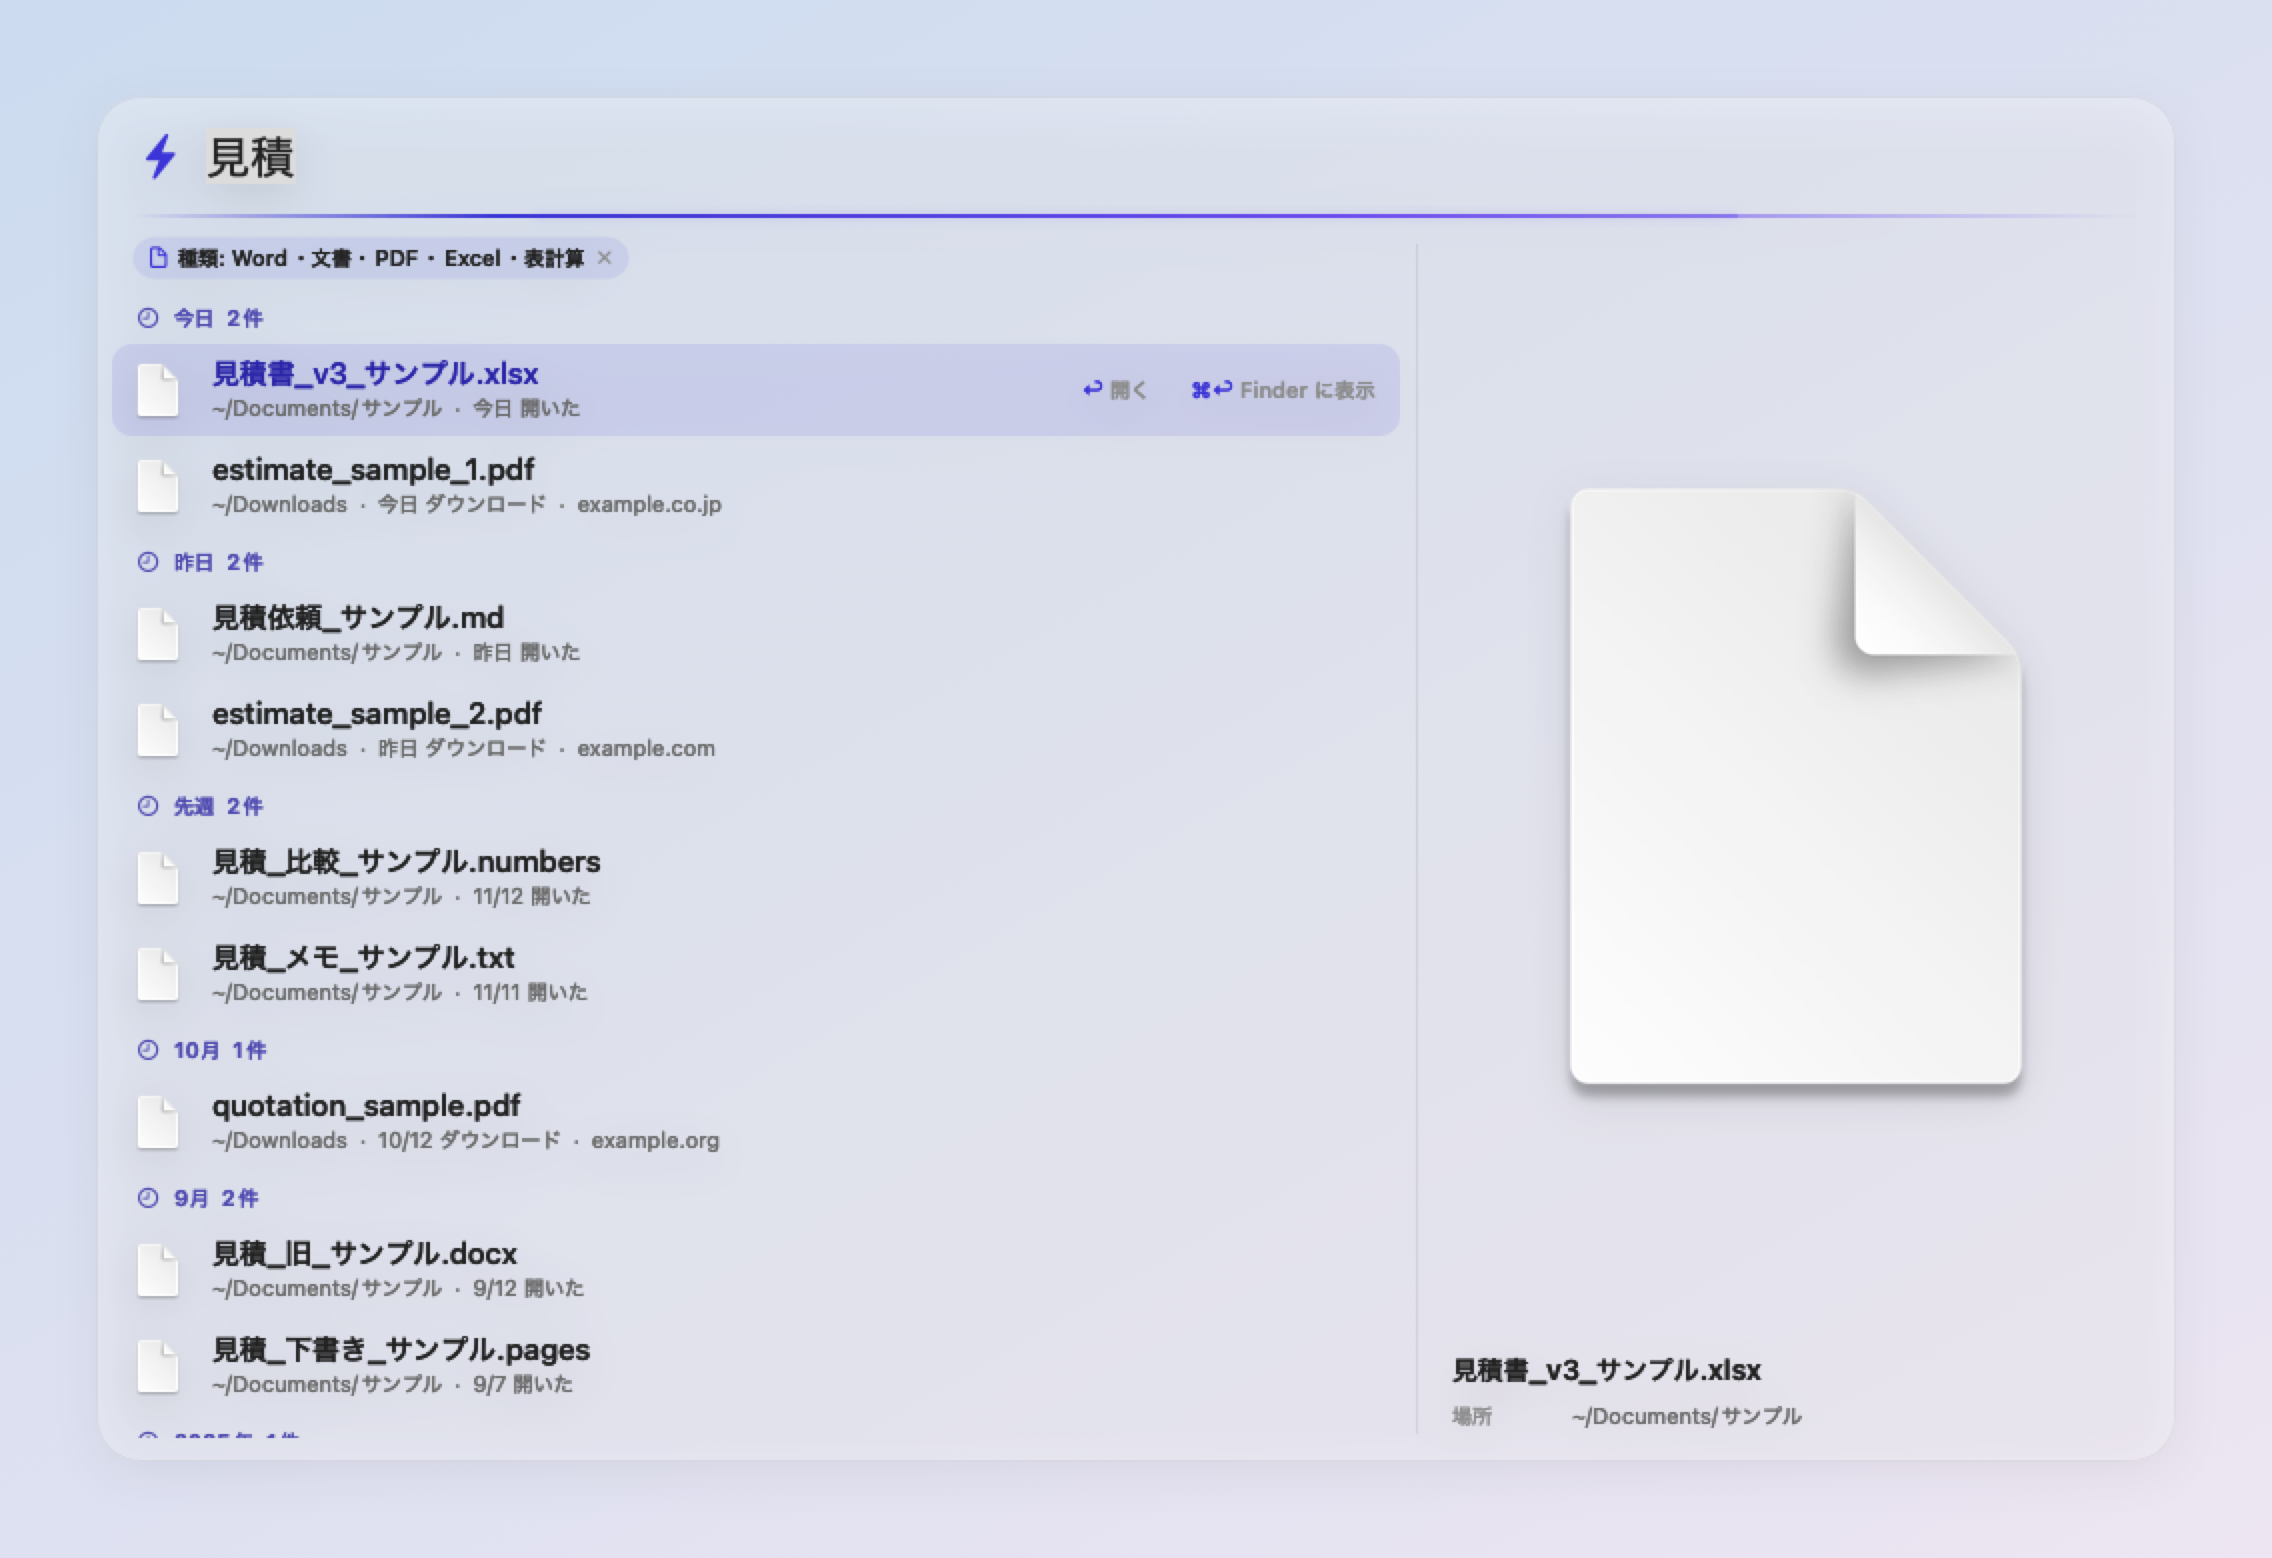 見積
種類: Word・文書・PDF・Excel・表計算 ×
今日 2件
見積書_v3_サンプル.xlsx
~/Documents/サンプル · 今日 開いた
↩ 開く ⌘↩ Finder に表示
estimate_sample_1.pdf
~/Downloads · 今日 ダウンロード · example.co.jp
昨日 2件
見積依頼_サンプル.md
~/Documents/サンプル · 昨日 開いた
estimate_sample_2.pdf
~/Downloads · 昨日 ダウンロード · example.com
先週 2件
見積_比較_サンプル.numbers
~/Documents/サンプル · 11/12 開いた
見積_メモ_サンプル.txt
~/Documents/サンプル · 11/11 開いた
10月 1件
quotation_sample.pdf
~/Downloads · 10/12 ダウンロード · example.org
9月 2件
見積_旧_サンプル.docx
~/Documents/サンプル · 9/12 開いた
見積_下書き_サンプル.pages
~/Documents/サンプル · 9/7 開いた
見積書_v3_サンプル.xlsx
場所 ~/Documents/サンプル